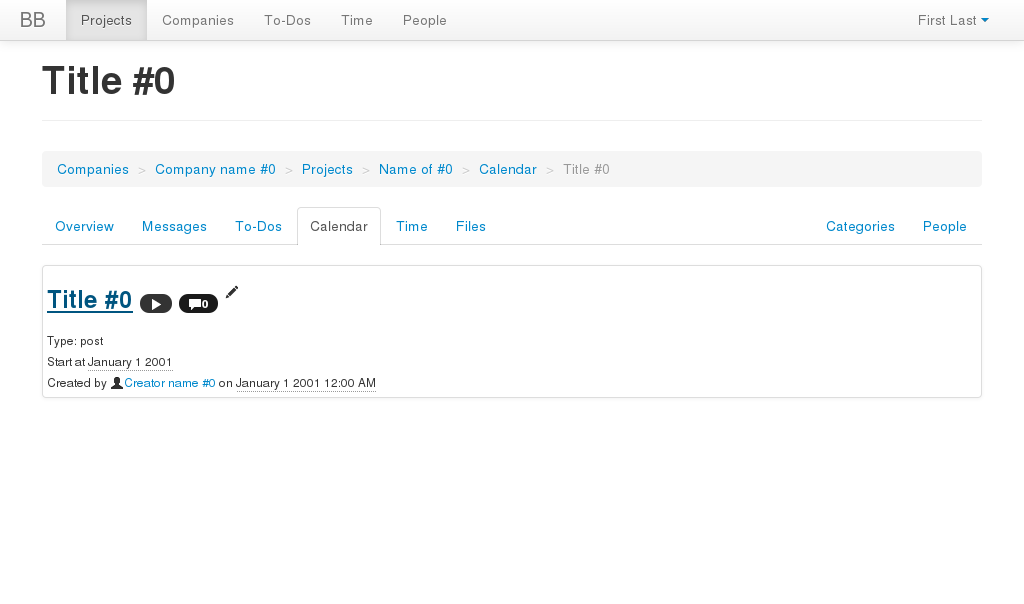 BB Projects Companies To-Dos Time People First Last
Title #0
Companies > Company name #0 > Projects > Name of #0 > Calendar > Title #0
Overview Messages To-Dos Calendar Time Files Categories People
Title #0 0
Type: post
Start at January 1 2001
Created by Creator name #0 on January 1 2001 12:00 AM